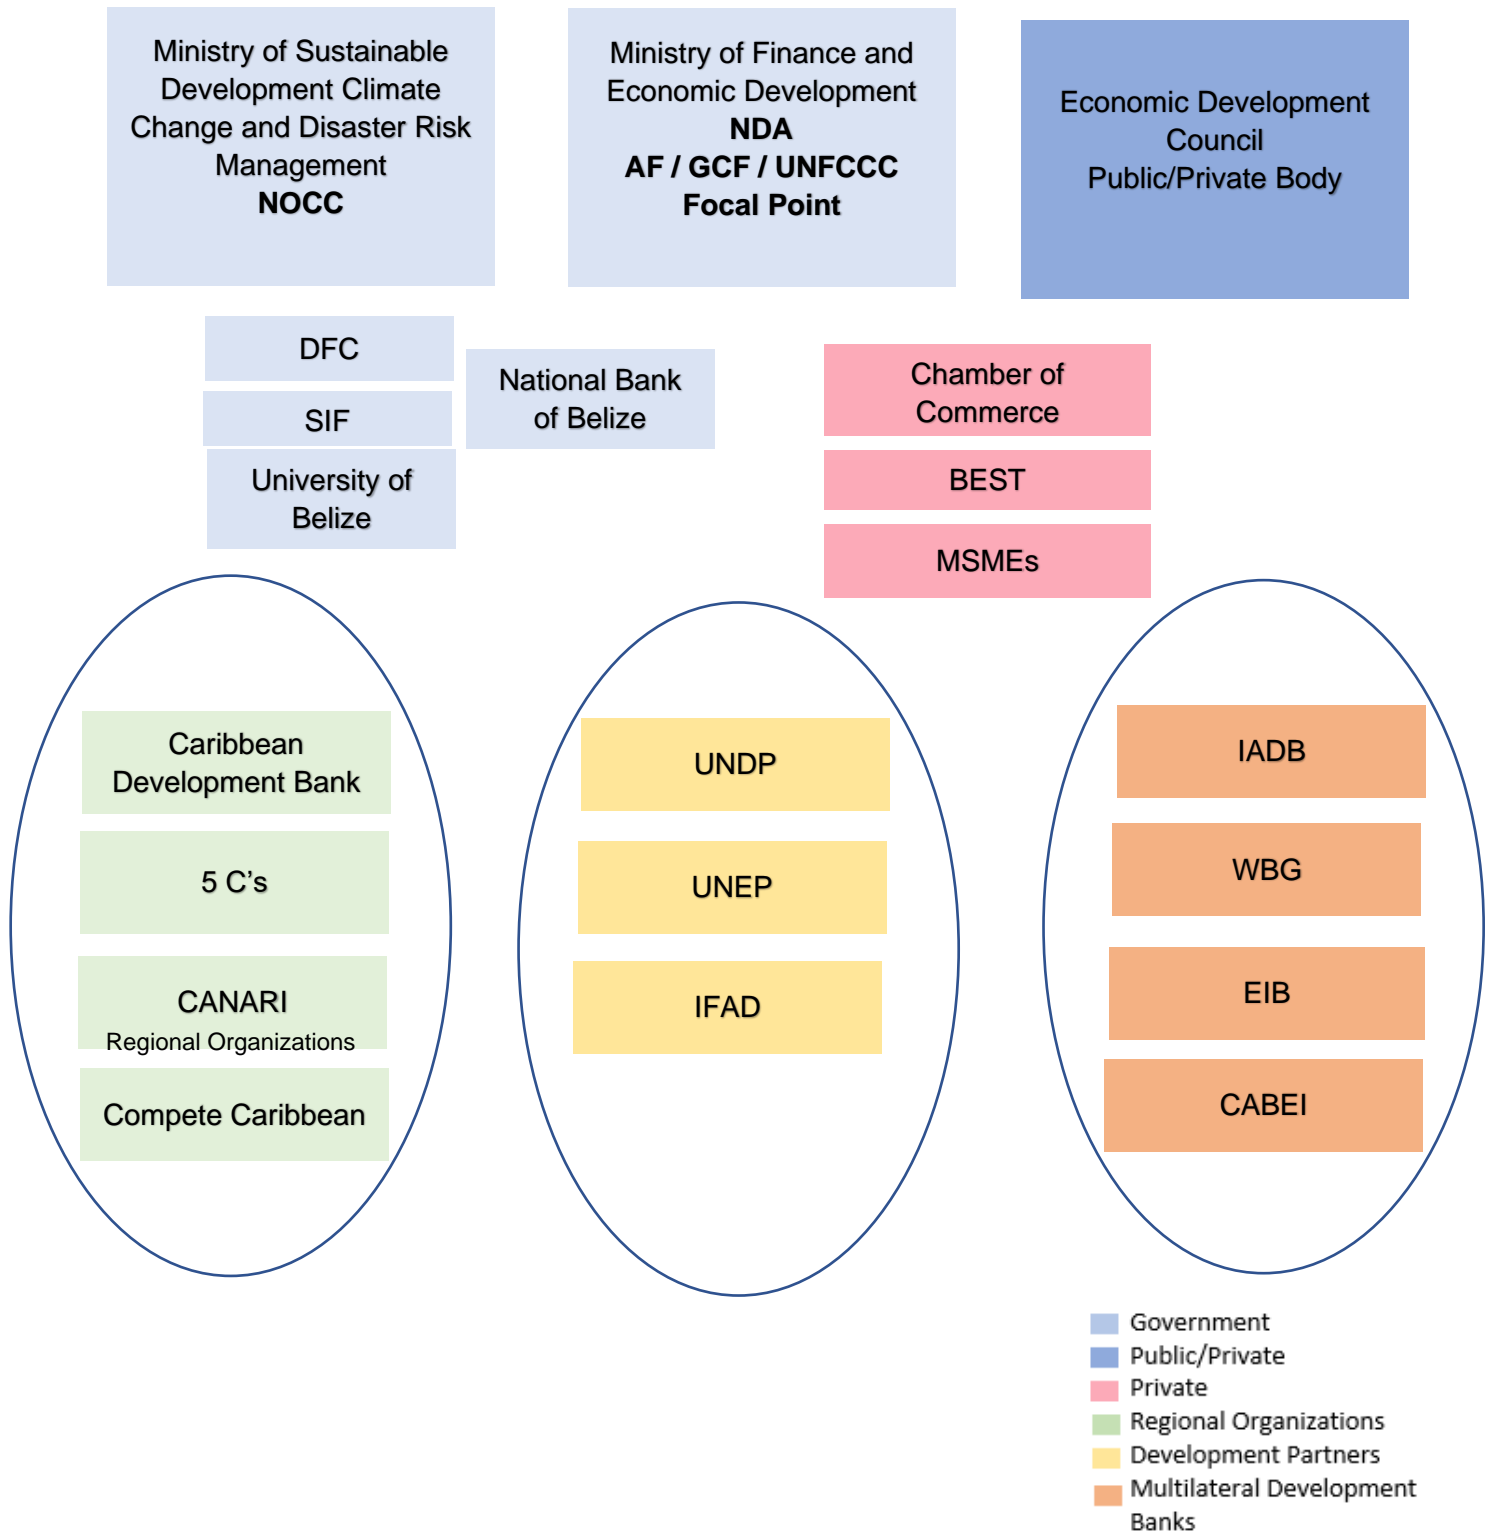 Ministry of Sustainable
Development Climate
Change and Disaster Risk
Management
NOCC
Ministry of Finance and
Economic Development
NDA
AF / GCF / UNFCCC
Focal Point
Economic Development
Council
Public/Private Body
DFC
SIF
University of
Belize
National Bank
of Belize
Chamber of
Commerce
BEST
MSMEs
Caribbean
Development Bank
5 C’s
CANARI
Regional Organizations
Compete Caribbean
UNDP
UNEP
IFAD
IADB
WBG
EIB
CABEI
Government
Public/Private
Private
Regional Organizations
Development Partners
Multilateral Development
Banks